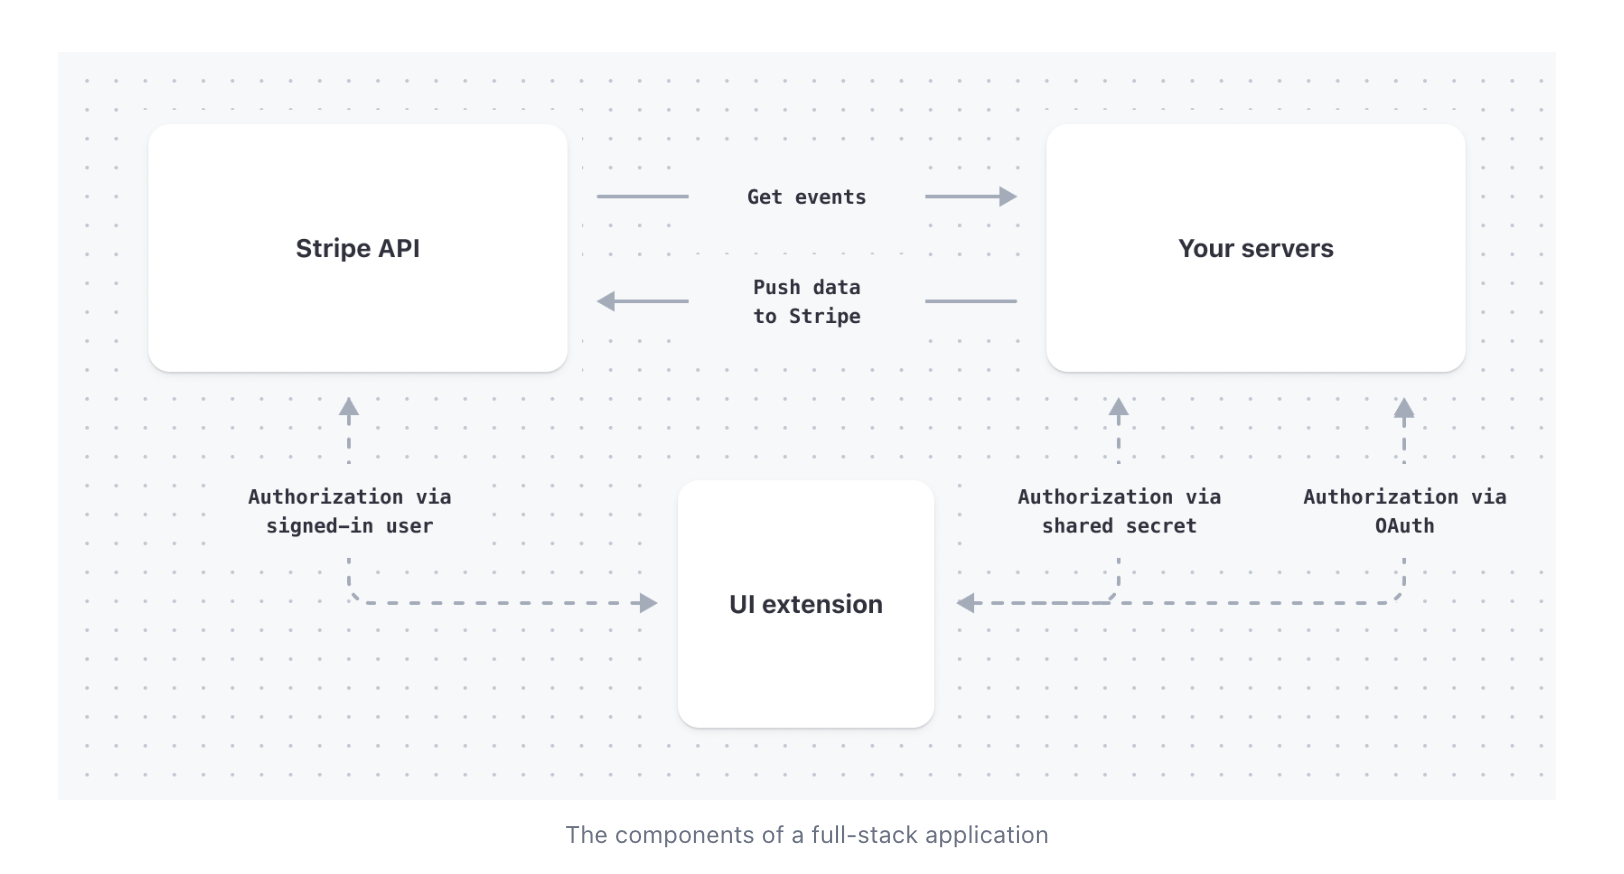 Get events
Stripe API
Your servers
Push data
to Stripe
Authorization via
signed-in user
Authorization via
shared secret
Authorization via
OAuth
UI extension
The components of a full-stack application